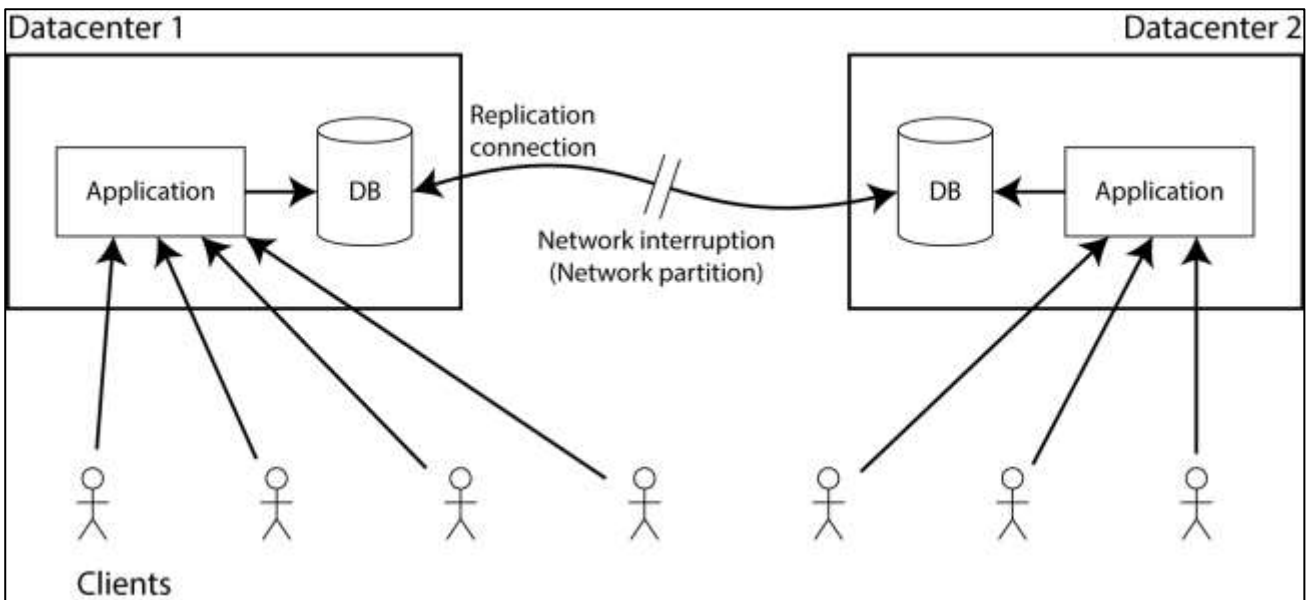 Datacenter 1
Datacenter 2
Replication
connection
Application
DB
DB
Application
Network interruption
(Network partition)
Clients